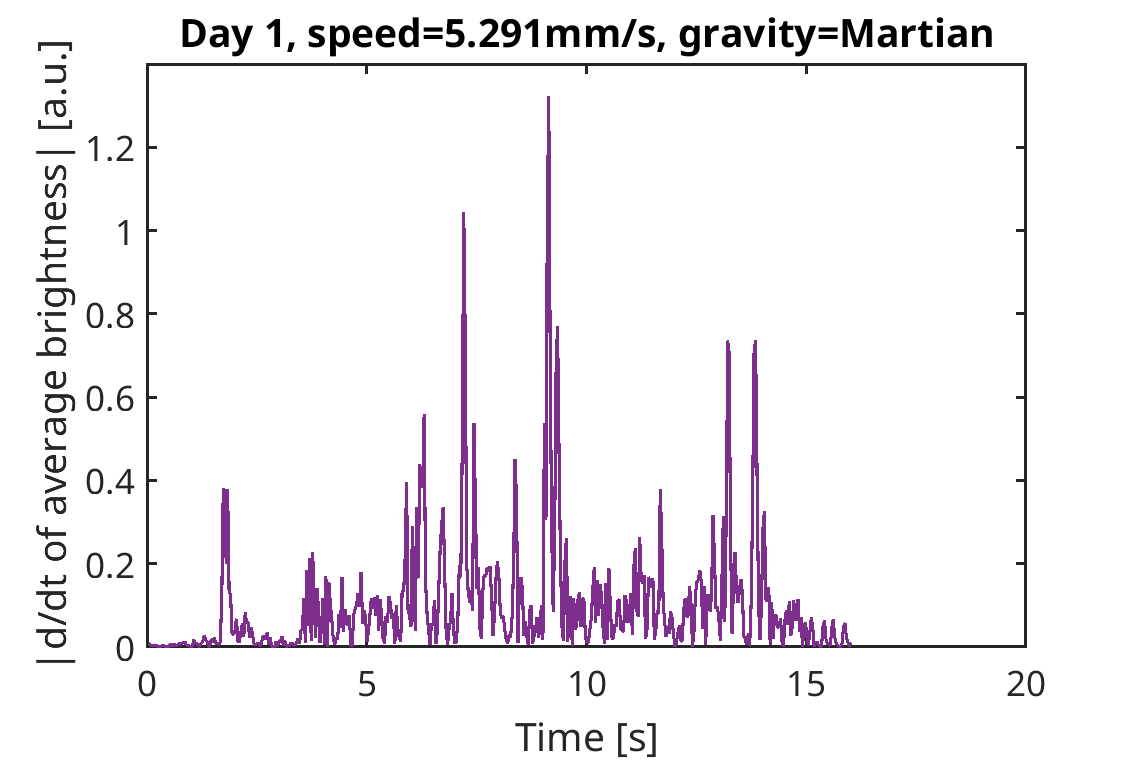 Day 1, speed=5.291mm/s, gravity=Martian
|d/dt of average brightness| [a.u.]
1.2
1
0.8
0.6
0.4
0.2
0
0 5 10 15 20
Time [s]